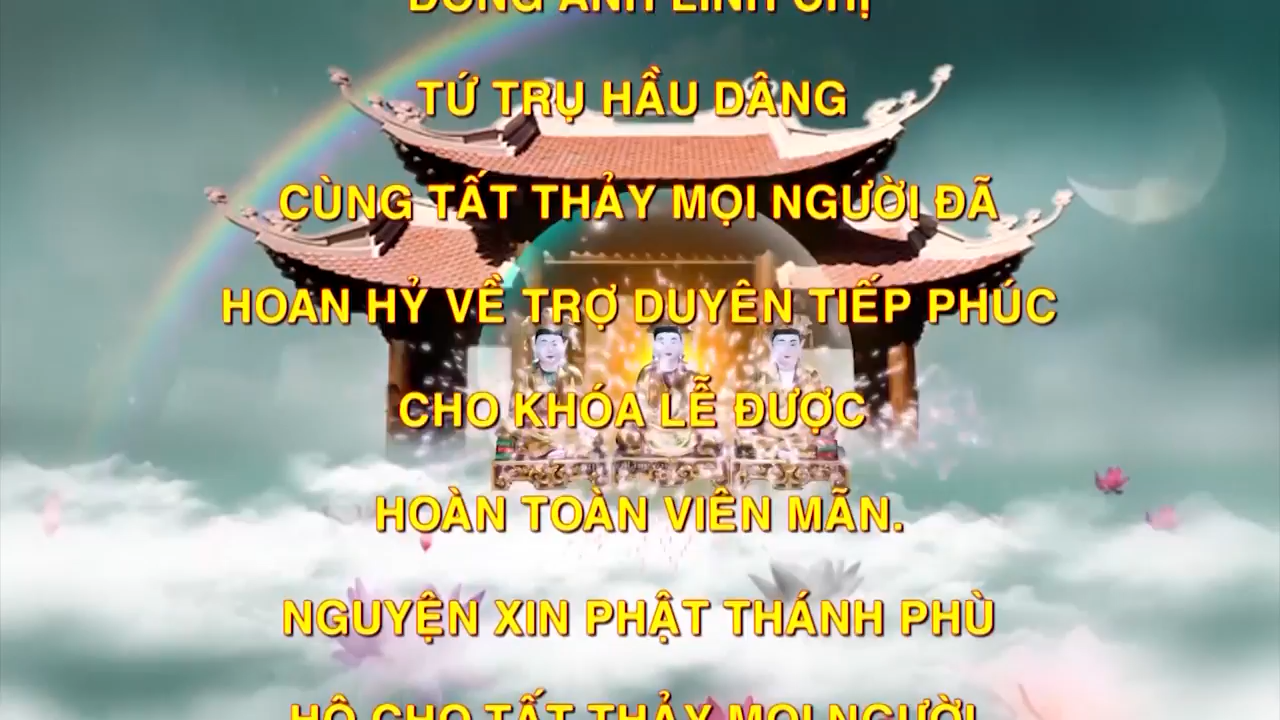 ĐỒNG ANH LINH CHỊ
TỨ TRỤ HẦU DÂNG
CÙNG TẤT THẢY MỌI NGƯỜI ĐÃ
HOAN HỶ VỀ TRỢ DUYÊN TIẾP PHÚC
CHO KHÓA LỄ ĐƯỢC
HOÀN TOÀN VIÊN MÃN.
NGUYỆN XIN PHẬT THÁNH PHÙ
HỘ CHO TẤT THẢY MỌI NGƯỜI